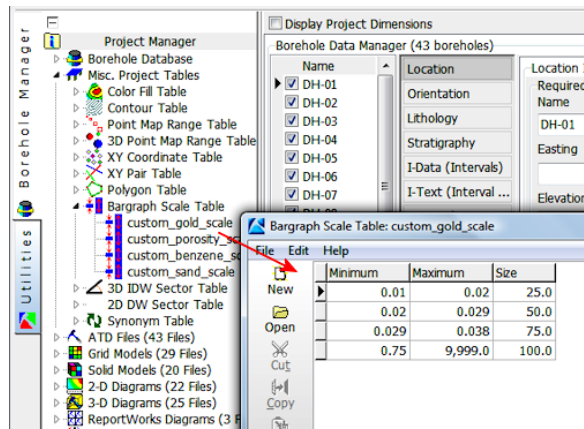 Display Project Dimensions
Borehole Manager
Utilities
Project Manager
Borehole Database
Misc. Project Tables
Color Fill Table
Contour Table
Point Map Range Table
3D Point Map Range Table
XY Coordinate Table
XY Pair Table
Polygon Table
Bargraph Scale Table
custom_gold_scale
custom_porosity_sc
custom_benzene_s
custom_sand_scale
3D IDW Sector Table
2D DW Sector Table
Synonym Table
ATD Files (43 Files)
Grid Models (29 Files)
Solid Models (20 Files)
2-D Diagrams (22 Files)
3-D Diagrams (25 Files)
ReportWorks Diagrams (3 F
Borehole Data Manager (43 boreholes)
Name
DH-01
DH-02
DH-03
DH-04
DH-05
DH-06
DH-07
Location
Orientation
Lithology
Stratigraphy
I-Data (Intervals)
I-Text (Interval ...
Location
Required
Name
DH-01
Easting
Elevation
Bargraph Scale Table: custom_gold_scale
File Edit Help
New
Open
Cut
Copy
Minimum Maximum Size
0.01 0.02 25.0
0.02 0.029 50.0
0.029 0.038 75.0
0.75 9,999.0 100.0